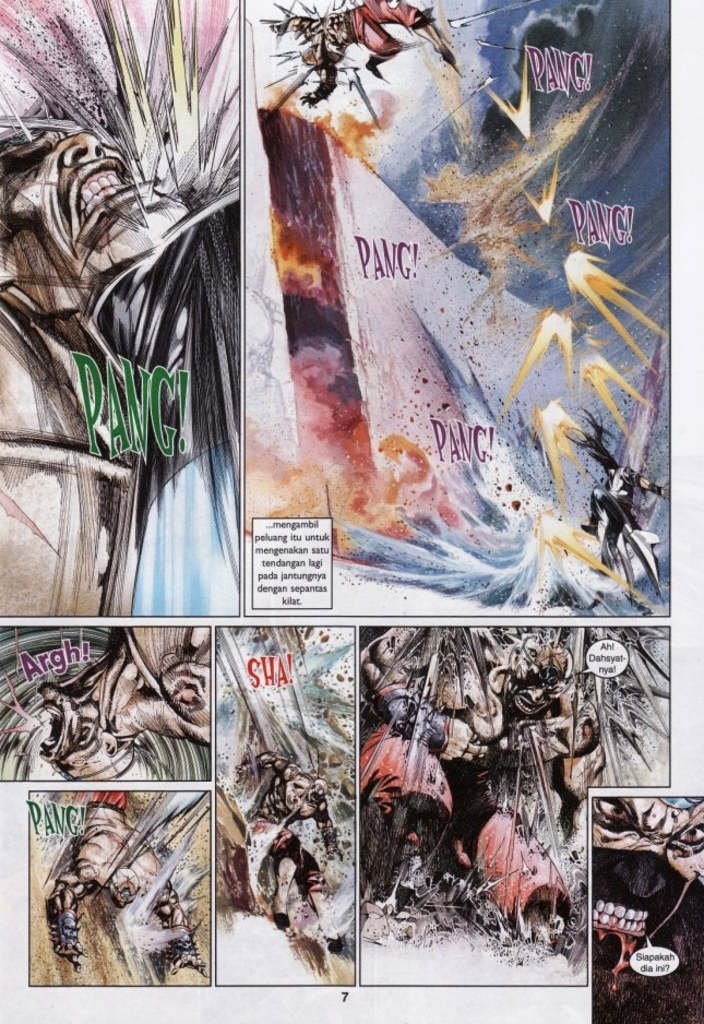 PANG!
PANG!
PANG!
PANG!
PANG!
...mengambil
peluang itu untuk
mengenakan satu
tendangan lagi
pada jantungnya
dengan sepantas
kilat.
Argh!
SHA!
Ah!
Dahsyat-
nya!
PANG!
Siapakah
dia ini?
7